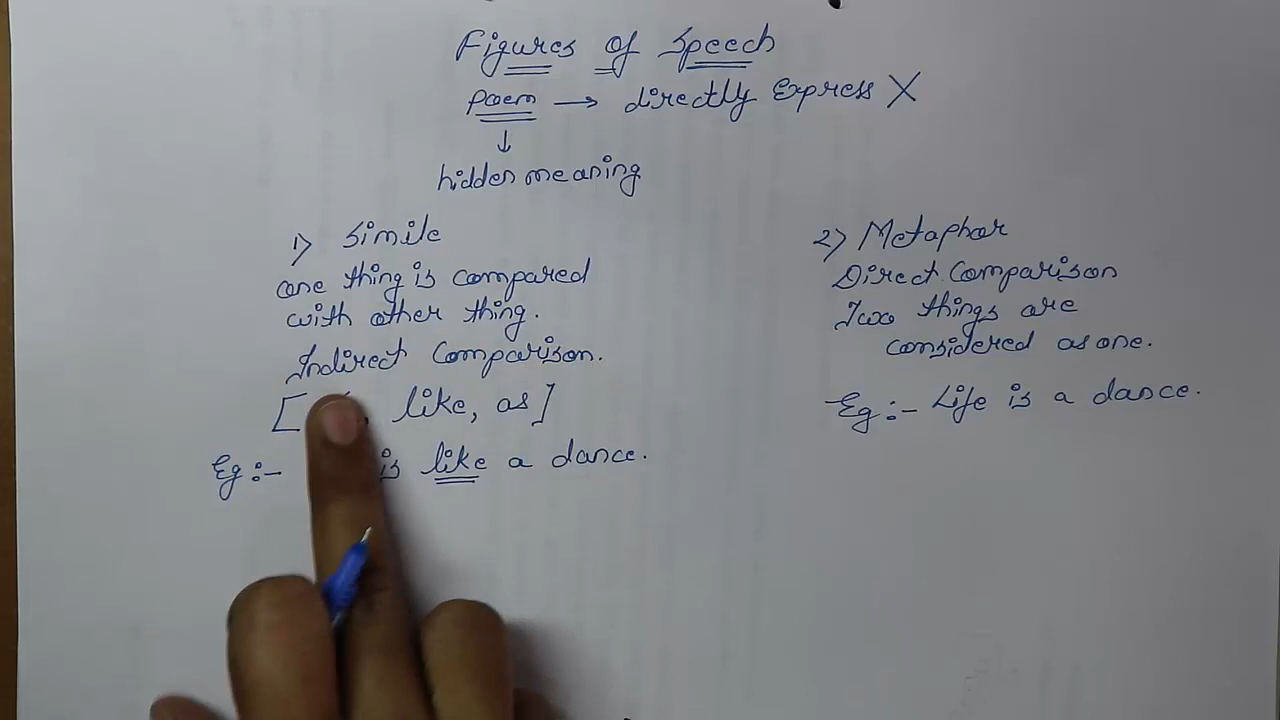 Figures of Speech
Poem → directly Express X
↓
hidden meaning
1) Simile
one thing is compared
with other thing.
Indirect Comparison.
[ , like, as]
Eg:- is like a dance.
2) Metaphor
Direct Comparison
Two things are
considered as one.
Eg:- Life is a dance.